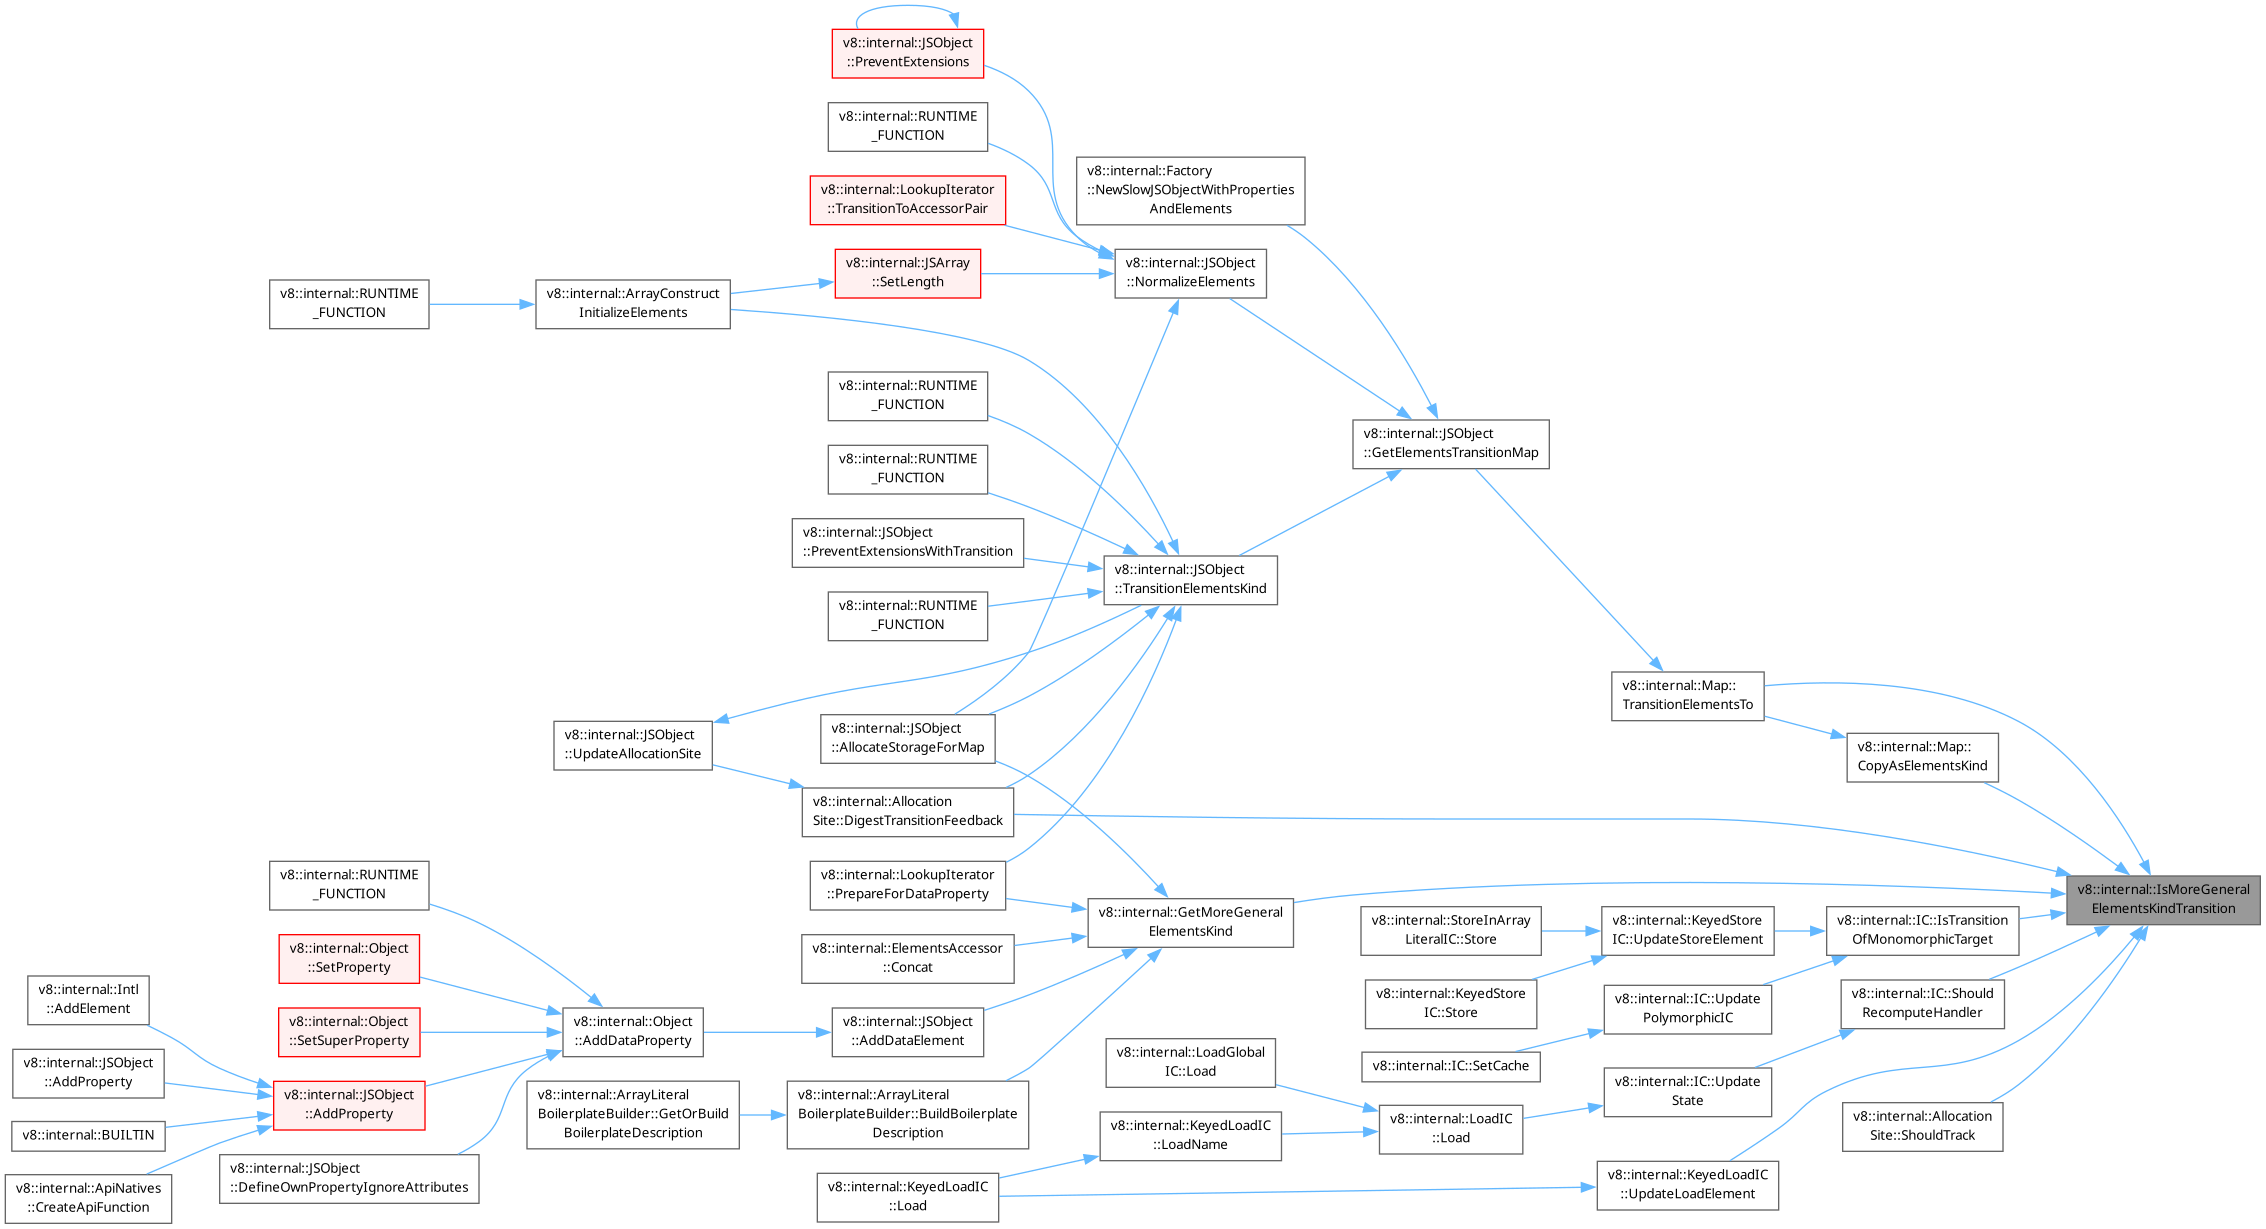 v8::internal::JSObject
::PreventExtensions
v8::internal::RUNTIME
_FUNCTION
v8::internal::LookupIterator
::TransitionToAccessorPair
v8::internal::Factory
::NewSlowJSObjectWithProperties
AndElements
v8::internal::JSArray
::SetLength
v8::internal::JSObject
::NormalizeElements
v8::internal::RUNTIME
_FUNCTION
v8::internal::ArrayConstruct
InitializeElements
v8::internal::RUNTIME
_FUNCTION
v8::internal::JSObject
::GetElementsTransitionMap
v8::internal::RUNTIME
_FUNCTION
v8::internal::JSObject
::PreventExtensionsWithTransition
v8::internal::JSObject
::TransitionElementsKind
v8::internal::RUNTIME
_FUNCTION
v8::internal::Map::
TransitionElementsTo
v8::internal::JSObject
::UpdateAllocationSite
v8::internal::JSObject
::AllocateStorageForMap
v8::internal::Map::
CopyAsElementsKind
v8::internal::Allocation
Site::DigestTransitionFeedback
v8::internal::RUNTIME
_FUNCTION
v8::internal::LookupIterator
::PrepareForDataProperty
v8::internal::IsMoreGeneral
ElementsKindTransition
v8::internal::GetMoreGeneral
ElementsKind
v8::internal::StoreInArray
LiteralIC::Store
v8::internal::KeyedStore
IC::UpdateStoreElement
v8::internal::IC::IsTransition
OfMonomorphicTarget
v8::internal::Object
::SetProperty
v8::internal::ElementsAccessor
::Concat
v8::internal::Intl
::AddElement
v8::internal::KeyedStore
IC::Store
v8::internal::IC::Update
PolymorphicIC
v8::internal::IC::Should
RecomputeHandler
v8::internal::Object
::SetSuperProperty
v8::internal::Object
::AddDataProperty
v8::internal::JSObject
::AddDataElement
v8::internal::JSObject
::AddProperty
v8::internal::LoadGlobal
IC::Load
v8::internal::IC::SetCache
v8::internal::JSObject
::AddProperty
v8::internal::ArrayLiteral
BoilerplateBuilder::GetOrBuild
BoilerplateDescription
v8::internal::ArrayLiteral
BoilerplateBuilder::BuildBoilerplate
Description
v8::internal::IC::Update
State
v8::internal::BUILTIN
v8::internal::KeyedLoadIC
::LoadName
v8::internal::LoadIC
::Load
v8::internal::Allocation
Site::ShouldTrack
v8::internal::ApiNatives
::CreateApiFunction
v8::internal::JSObject
::DefineOwnPropertyIgnoreAttributes
v8::internal::KeyedLoadIC
::Load
v8::internal::KeyedLoadIC
::UpdateLoadElement